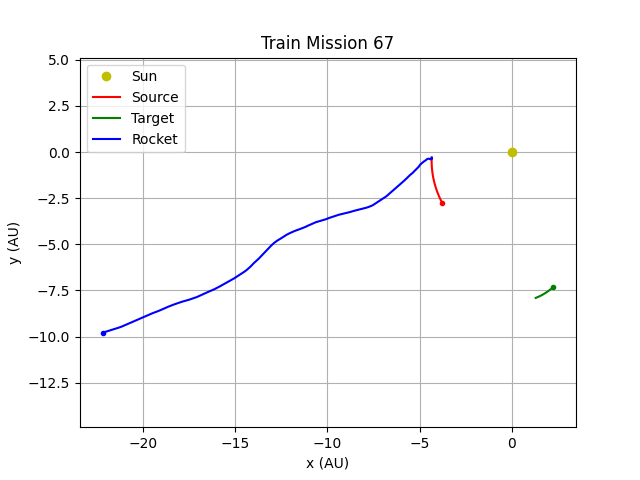 Train Mission 67
Sun
Source
Target
Rocket
5.0
2.5
0.0
−2.5
−5.0
−7.5
−10.0
−12.5
y (AU)
−20
−15
−10
−5
0
x (AU)